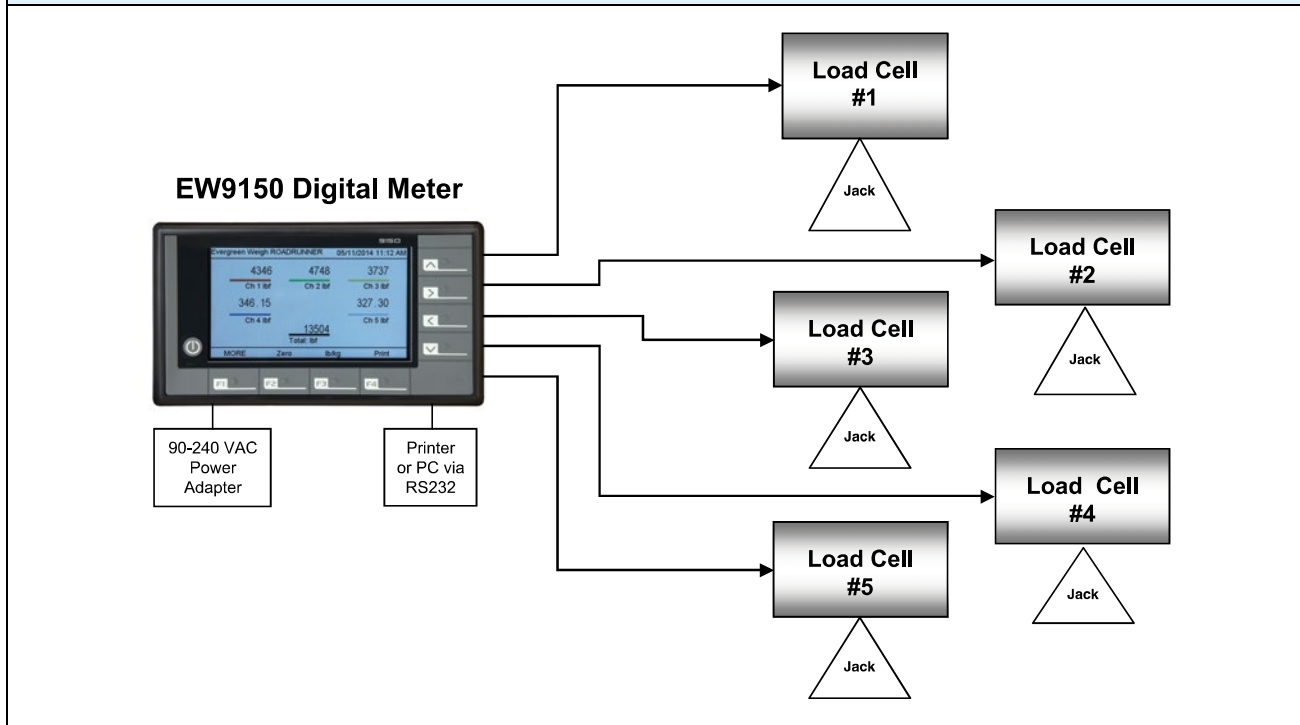 Load Cell
#1
Jack
EW9150 Digital Meter
9150
Evergreen Weigh ROADRUNNER 05/11/2014 11:12 AM
4346 4748 3737
Ch 1 lbf Ch 2 lbf Ch 3 lbf
346.15 327.30
Ch 4 lbf Ch 5 lbf
13504
Total: lbf
MORE Zero lb/kg Print
F1 F2 F3 F4
Load Cell
#2
Jack
Load Cell
#3
Jack
90-240 VAC
Power
Adapter
Printer
or PC via
RS232
Load Cell
#4
Jack
Load Cell
#5
Jack